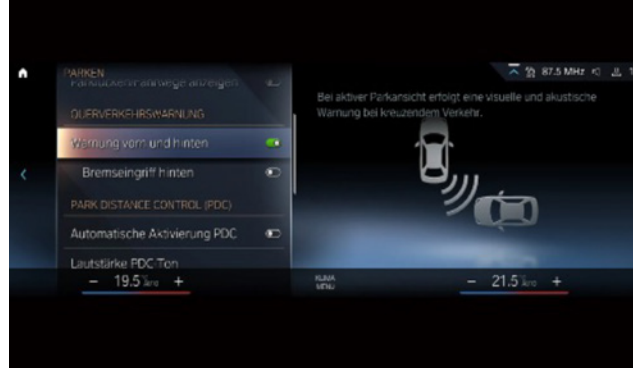 PARKEN
87.5 MHz
QUERVERKEHRSWARNUNG
Warnung vorn und hinten
Bremseingriff hinten
PARK DISTANCE CONTROL (PDC)
Automatische Aktivierung PDC
Lautstärke PDC-Ton
Bei aktiver Parkansicht erfolgt eine visuelle und akustische
Warnung bei kreuzendem Verkehr.
- 19.5 +
KLIMA
MENU
- 21.5 +